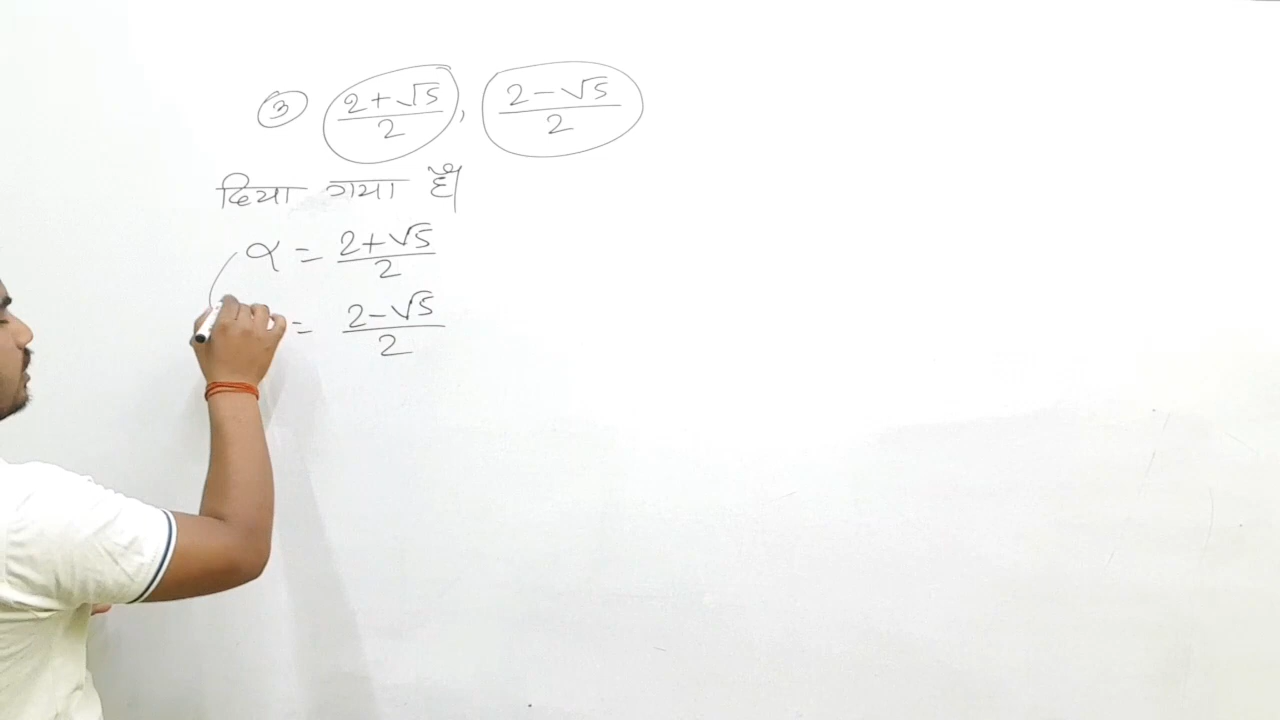 ③ (2+√5)/2, (2-√5)/2
दिया गया है।
α = (2+√5)/2
= (2-√5)/2